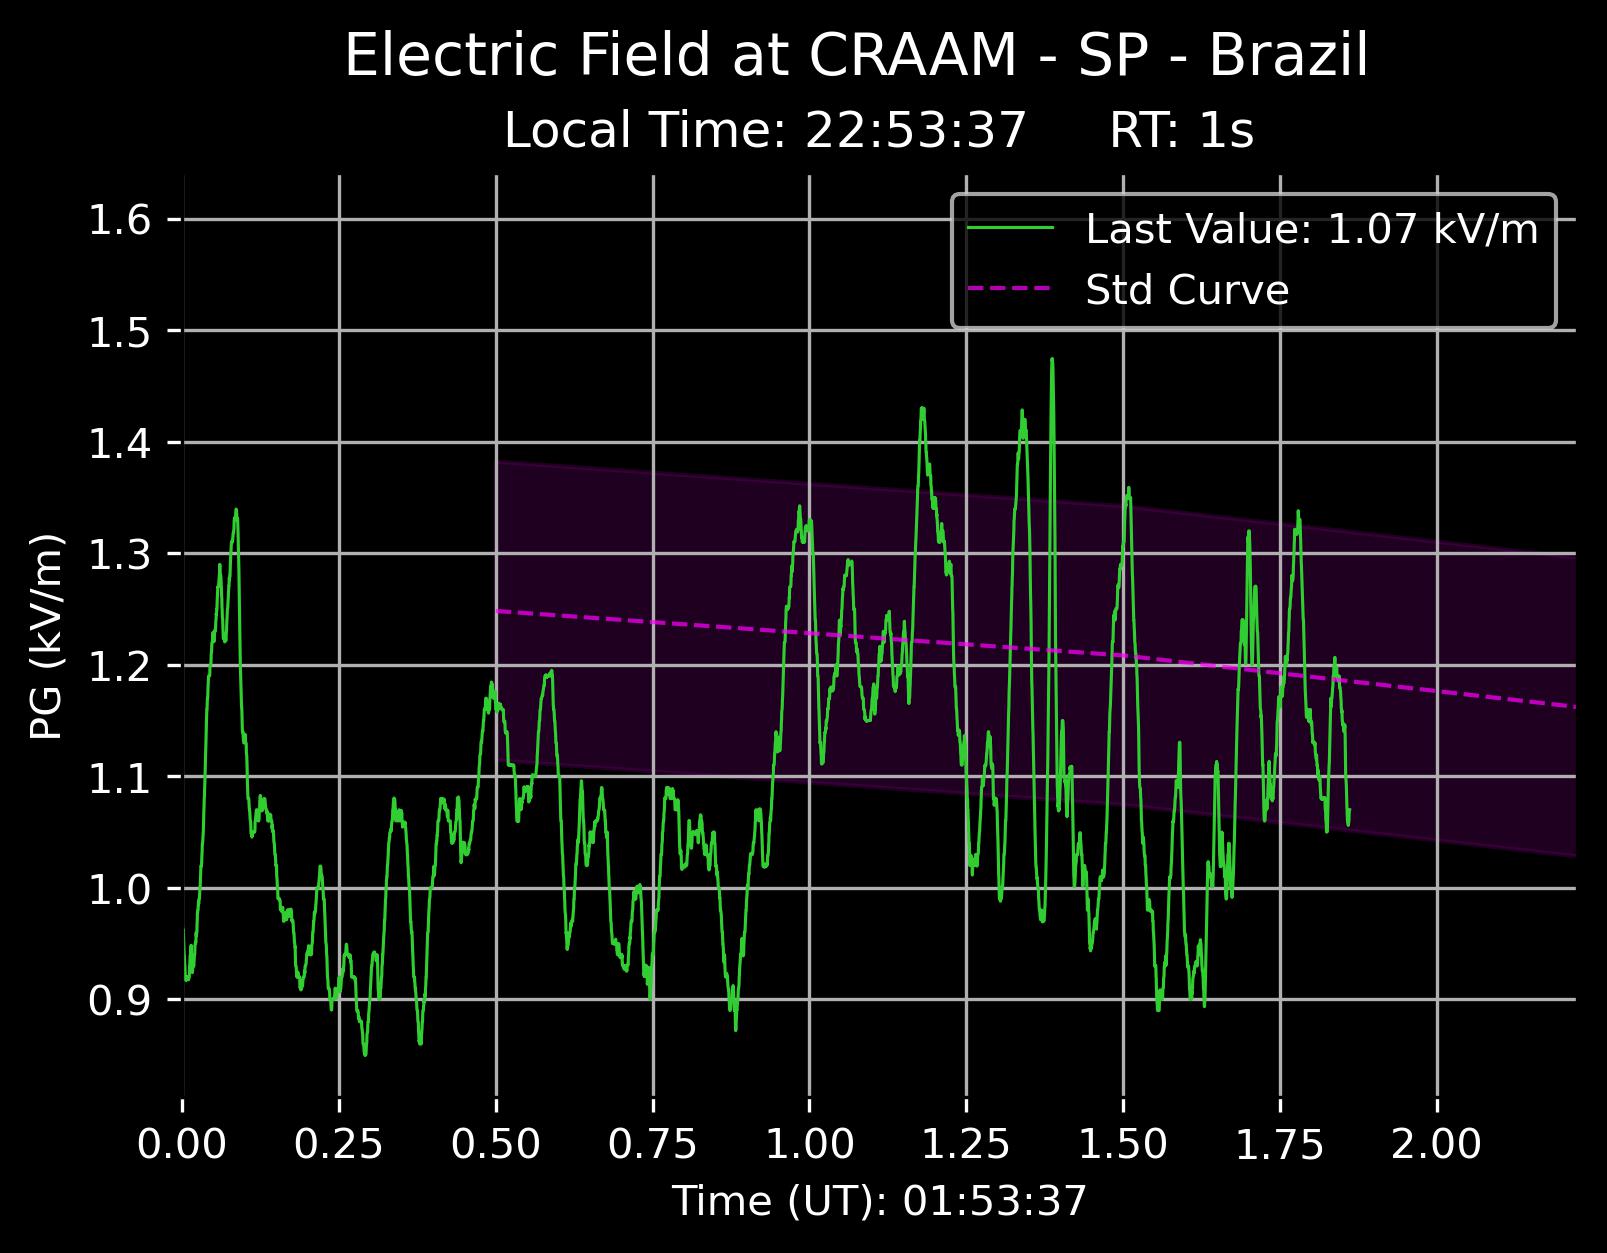 Electric Field at CRAAM - SP - Brazil
Local Time: 22:53:37 RT: 1s
Last Value: 1.07 kV/m
Std Curve
PG (kV/m)
1.6
1.5
1.4
1.3
1.2
1.1
1.0
0.9
0.00 0.25 0.50 0.75 1.00 1.25 1.50 1.75 2.00
Time (UT): 01:53:37